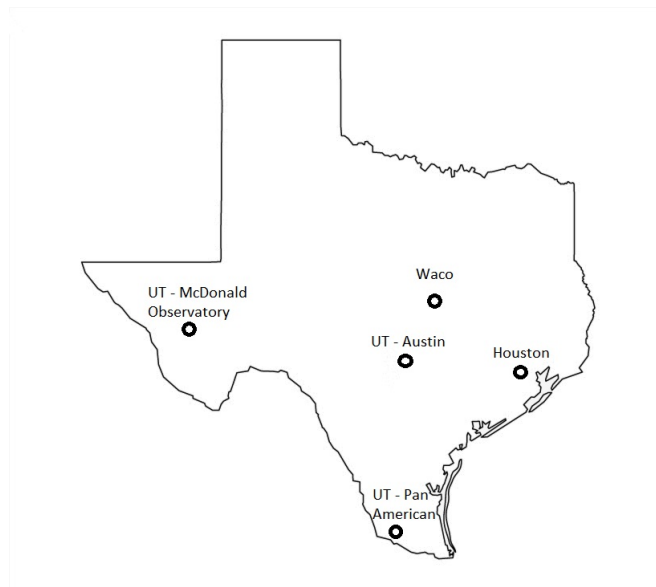 Waco
UT - McDonald
Observatory
UT - Austin
Houston
UT - Pan
American